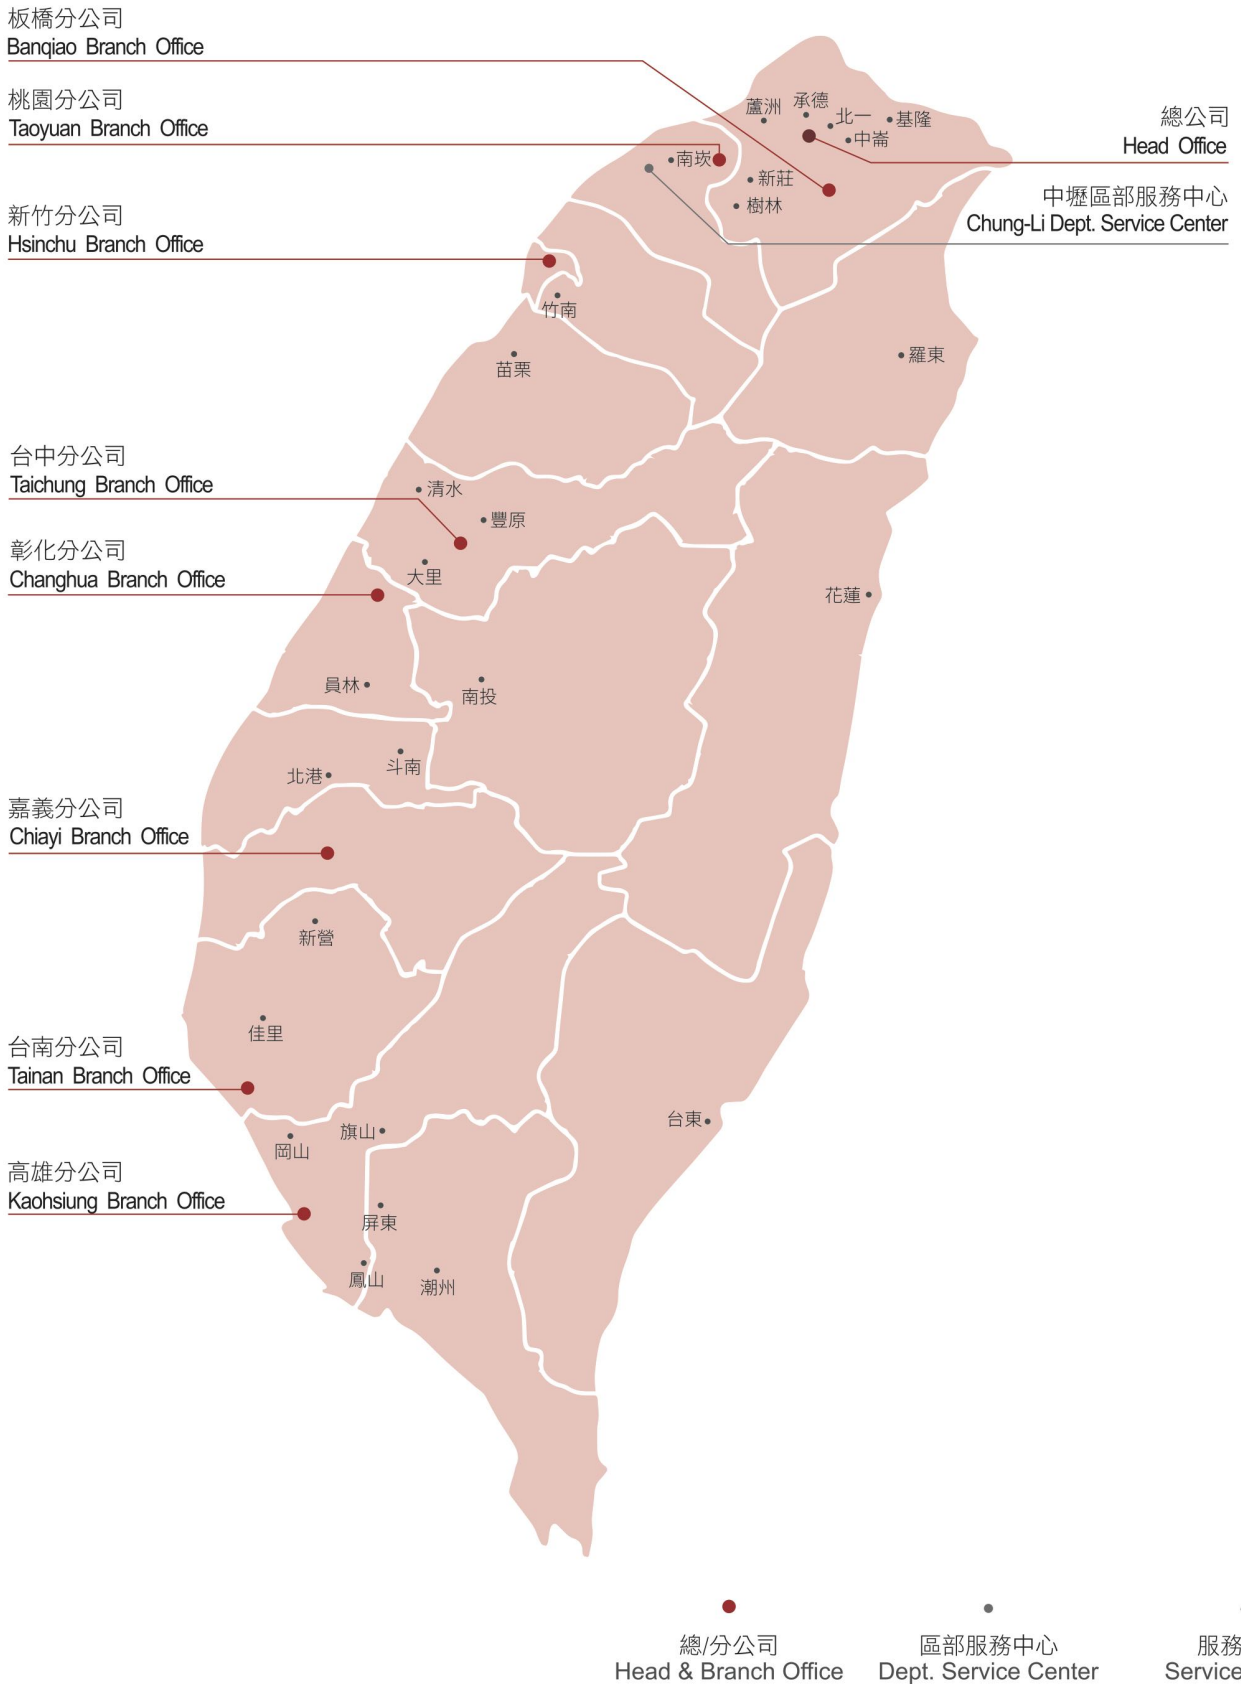 板橋分公司
Banqiao Branch Office
桃園分公司
Taoyuan Branch Office
蘆洲
承德
北一
基隆
中崙
總公司
Head Office
南崁
新莊
樹林
中壢區部服務中心
Chung-Li Dept. Service Center
新竹分公司
Hsinchu Branch Office
竹南
苗栗
羅東
台中分公司
Taichung Branch Office
清水
豐原
彰化分公司
Changhua Branch Office
大里
花蓮
員林
南投
斗南
北港
嘉義分公司
Chiayi Branch Office
新營
佳里
台南分公司
Tainan Branch Office
台東
旗山
岡山
高雄分公司
Kaohsiung Branch Office
屏東
鳳山
潮州
總/分公司
Head & Branch Office
區部服務中心
Dept. Service Center
服務
Service